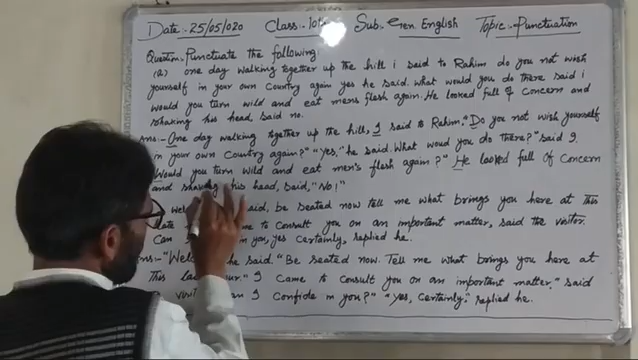 Date:- 25/05/020 Class:- 10th Sub:- Gen. English Topic:- Punctuation
Question:- Punctuate the following:
(a) one day walking together up the hill i said to Rahim do you not wish
yourself in your own Country again yes he said what would you do there said i
would you turn wild and eat mens flesh again. He looked full of Concern and
shaking his head said no.
Ans:- One day walking together up the hill, I said to Rahim, "Do you not wish yourself
in your own Country again?" "Yes," he said. What wou'd you do there?" said I.
Would you turn wild and eat men's flesh again?" He looked full of Concern
and shaking his head, said, "No!"
said, be seated now tell me what brings you here at this
late to Consult you on an important matter, said the visitor.
Can in you, yes Certainly, replied he.
Ans:- "Welc he said. "Be seated now. Tell me what brings you here at
This "I Came to Consult you on an important matter," said
I Confide in you?" "Yes, Certainly," replied he.